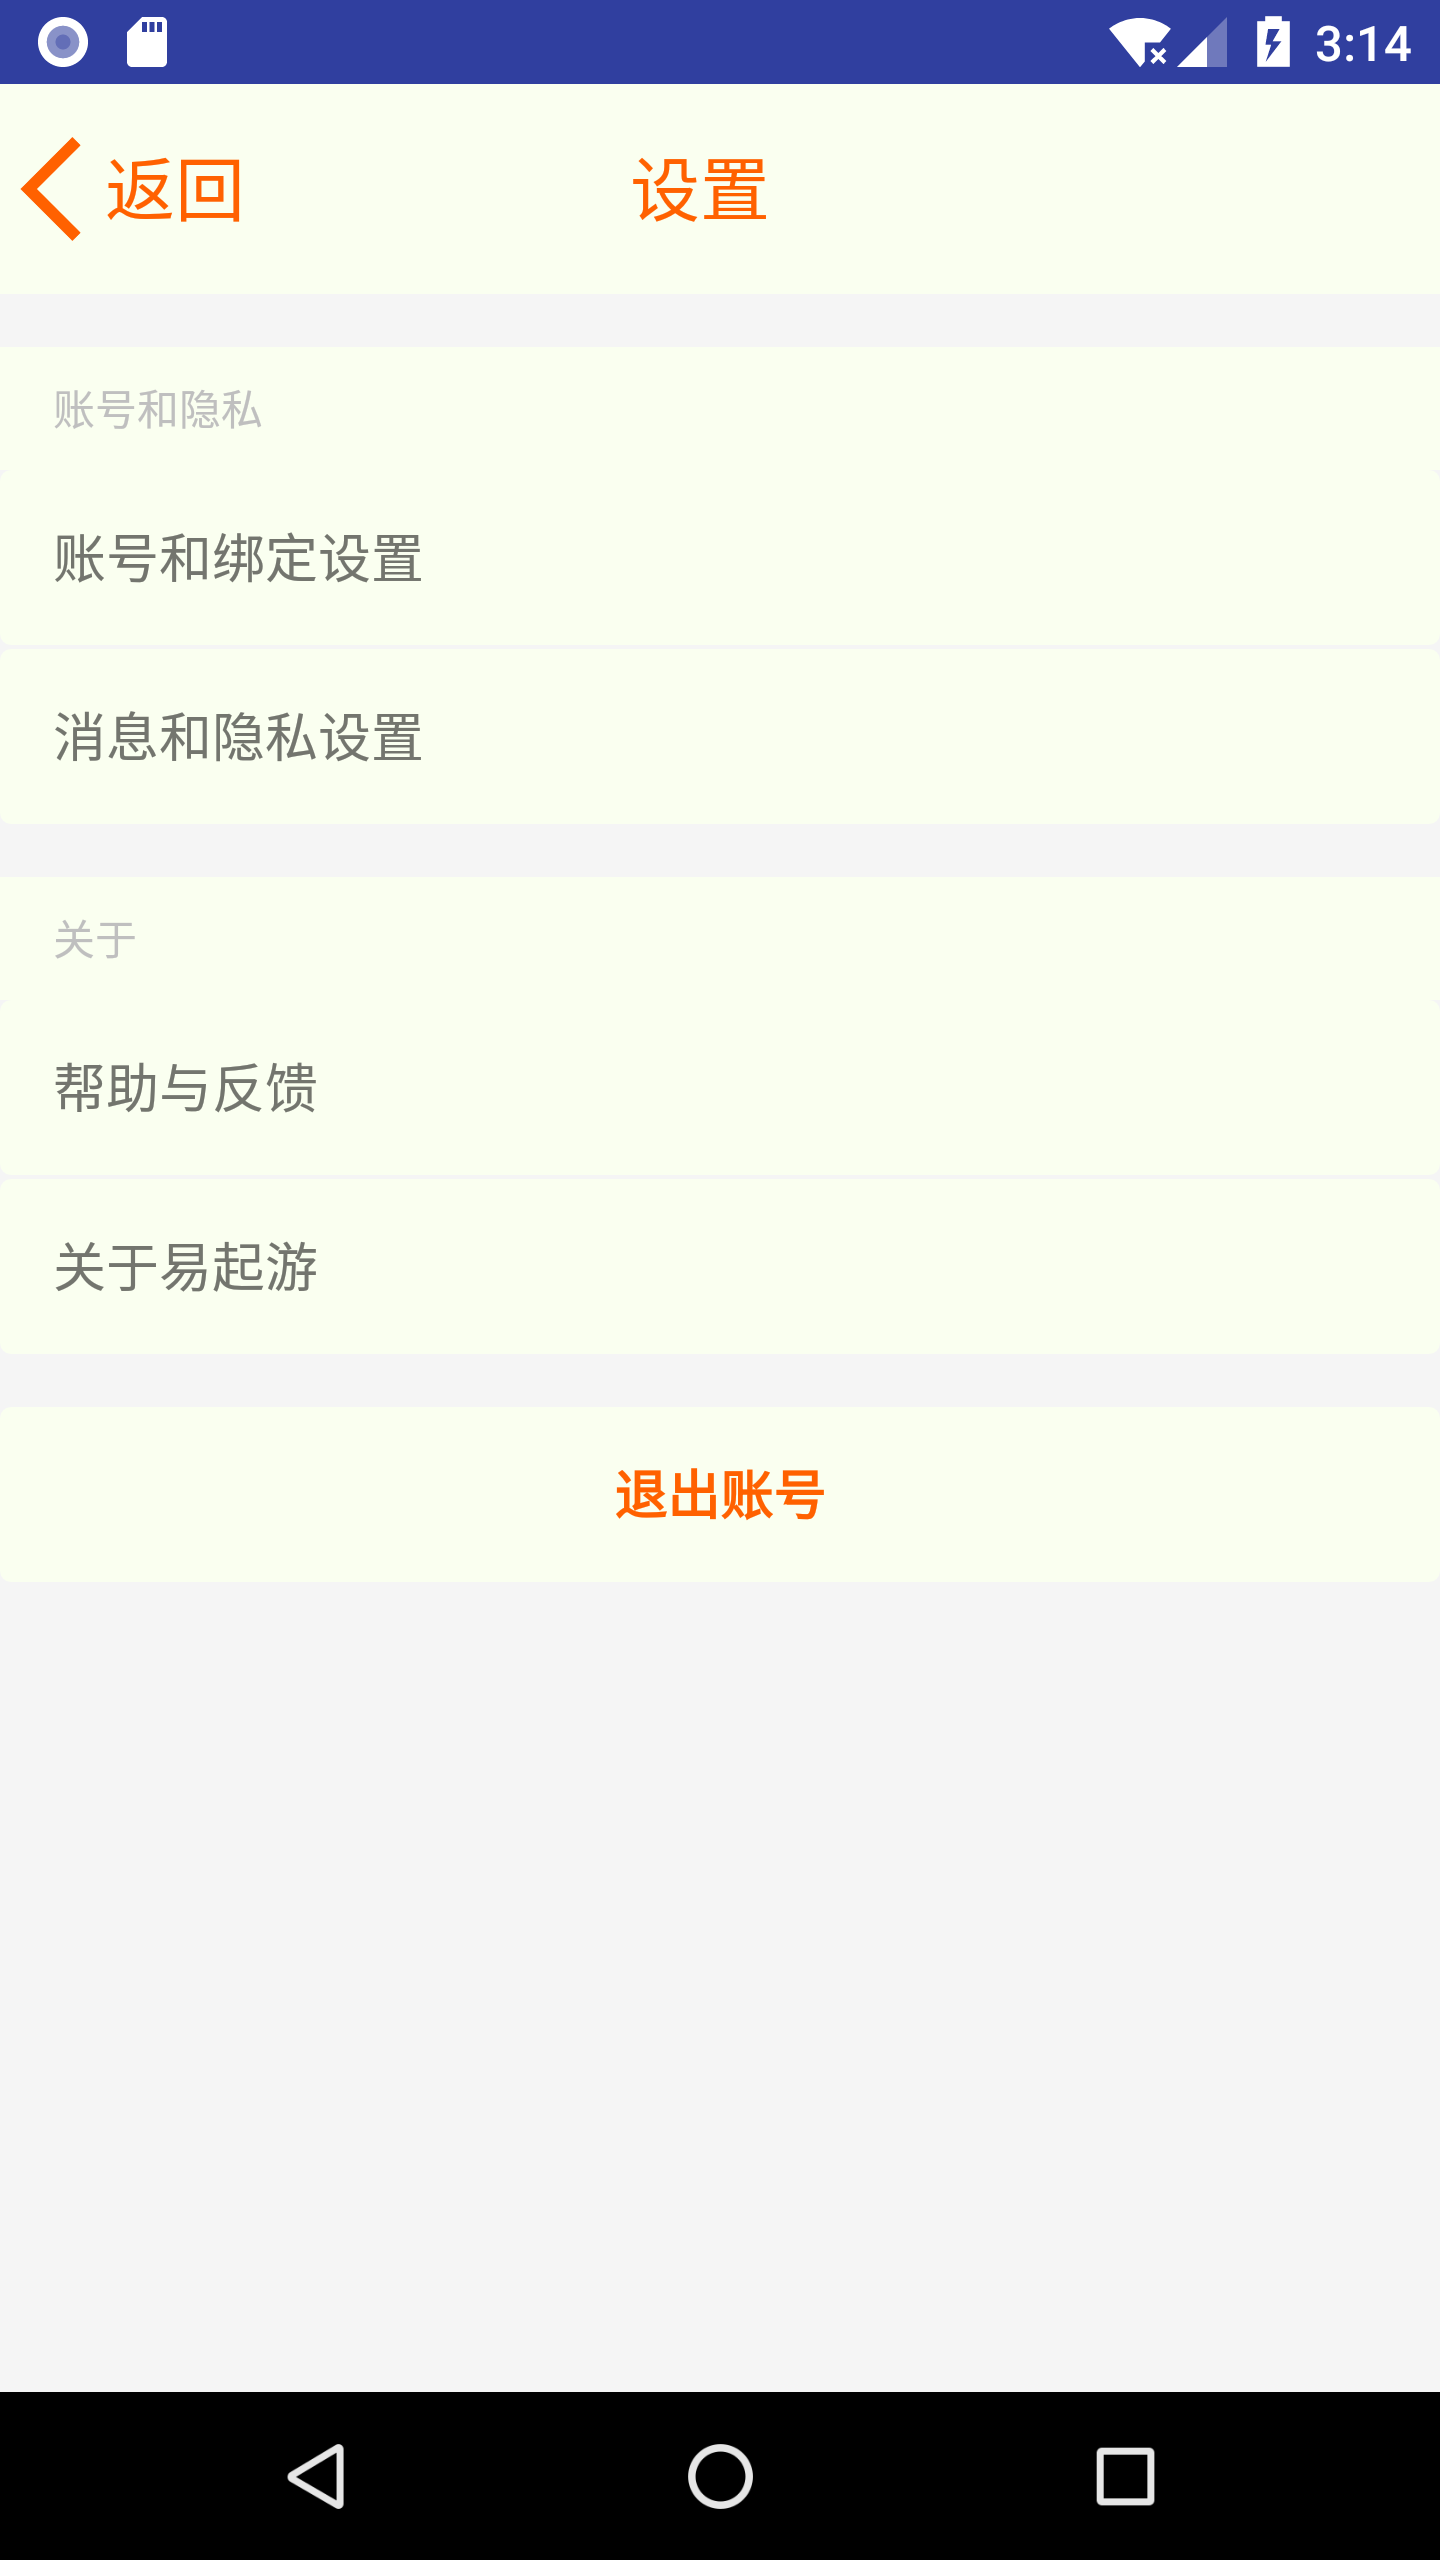 3:14
返回
设置
账号和隐私
账号和绑定设置
消息和隐私设置
关于
帮助与反馈
关于易起游
退出账号